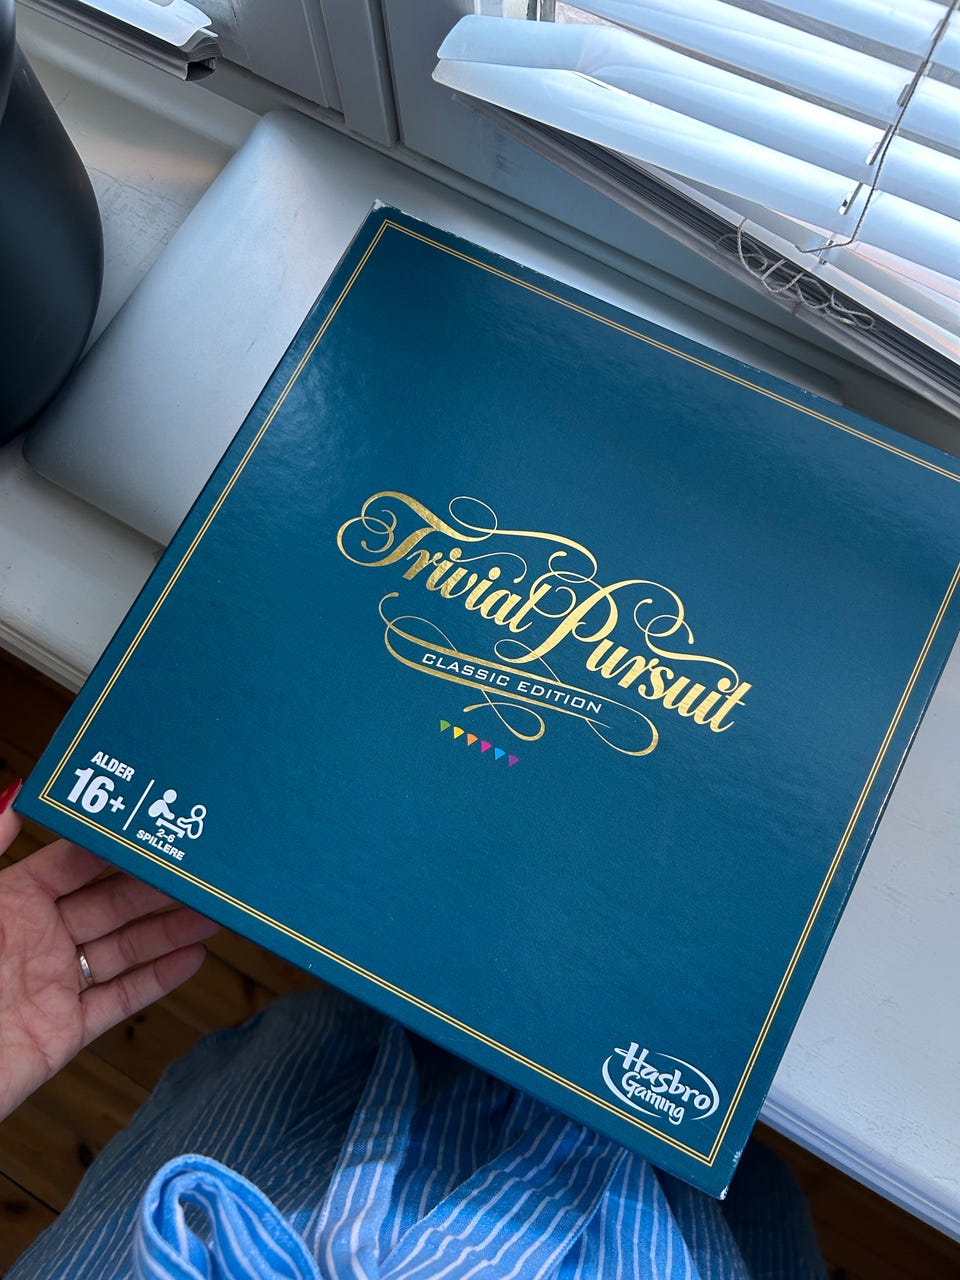 Trivial Pursuit
CLASSIC EDITION
ALDER
16+
2-6
SPILLERE
Hasbro
Gaming